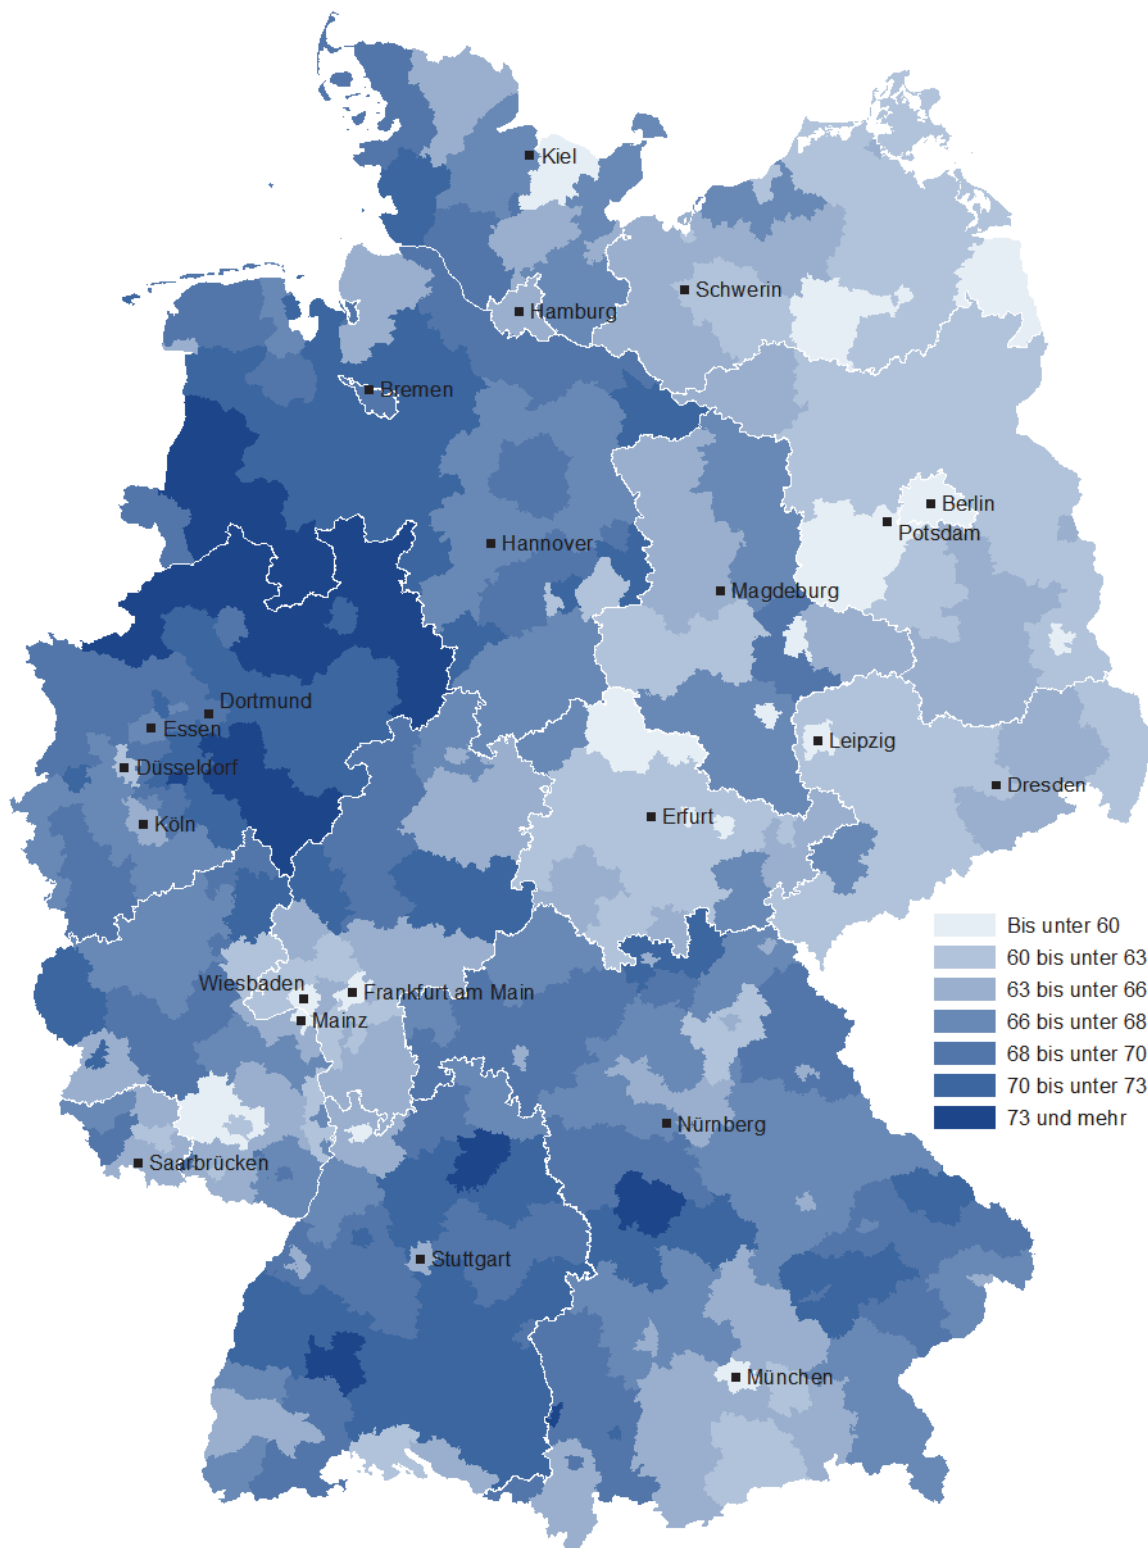 Kiel
Schwerin
Hamburg
Bremen
Berlin
Potsdam
Hannover
Magdeburg
Dortmund
Essen
Leipzig
Düsseldorf
Dresden
Köln
Erfurt
Wiesbaden
Frankfurt am Main
Mainz
Nürnberg
Saarbrücken
Stuttgart
München
Bis unter 60
60 bis unter 63
63 bis unter 66
66 bis unter 68
68 bis unter 70
70 bis unter 73
73 und mehr